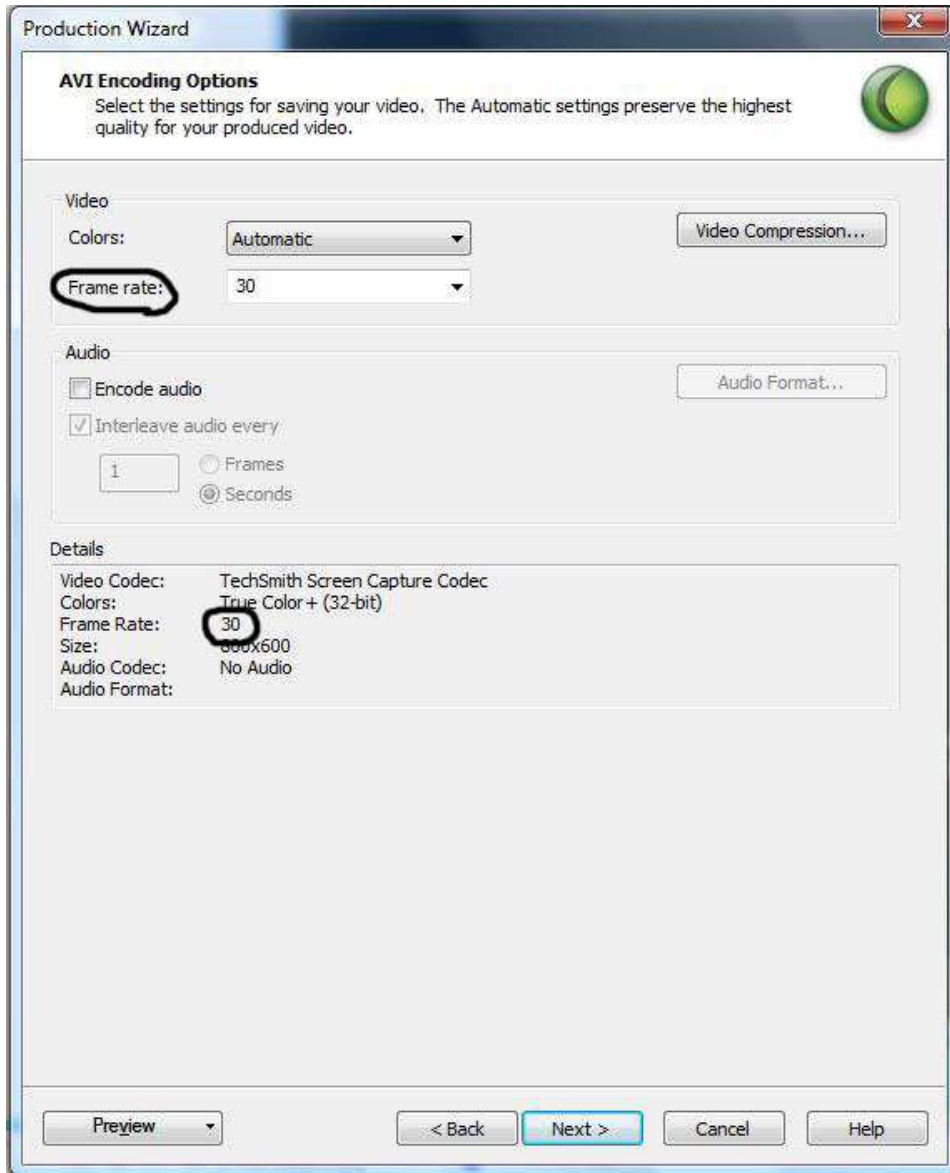 Production Wizard
AVI Encoding Options
Select the settings for saving your video. The Automatic settings preserve the highest
quality for your produced video.
Video
Colors: Automatic Video Compression...
Frame rate: 30
Audio
Encode audio Audio Format...
Interleave audio every
1 Frames
Seconds
Details
Video Codec: TechSmith Screen Capture Codec
Colors: True Color+ (32-bit)
Frame Rate: 30
Size: 800x600
Audio Codec: No Audio
Audio Format:
Preview < Back Next > Cancel Help